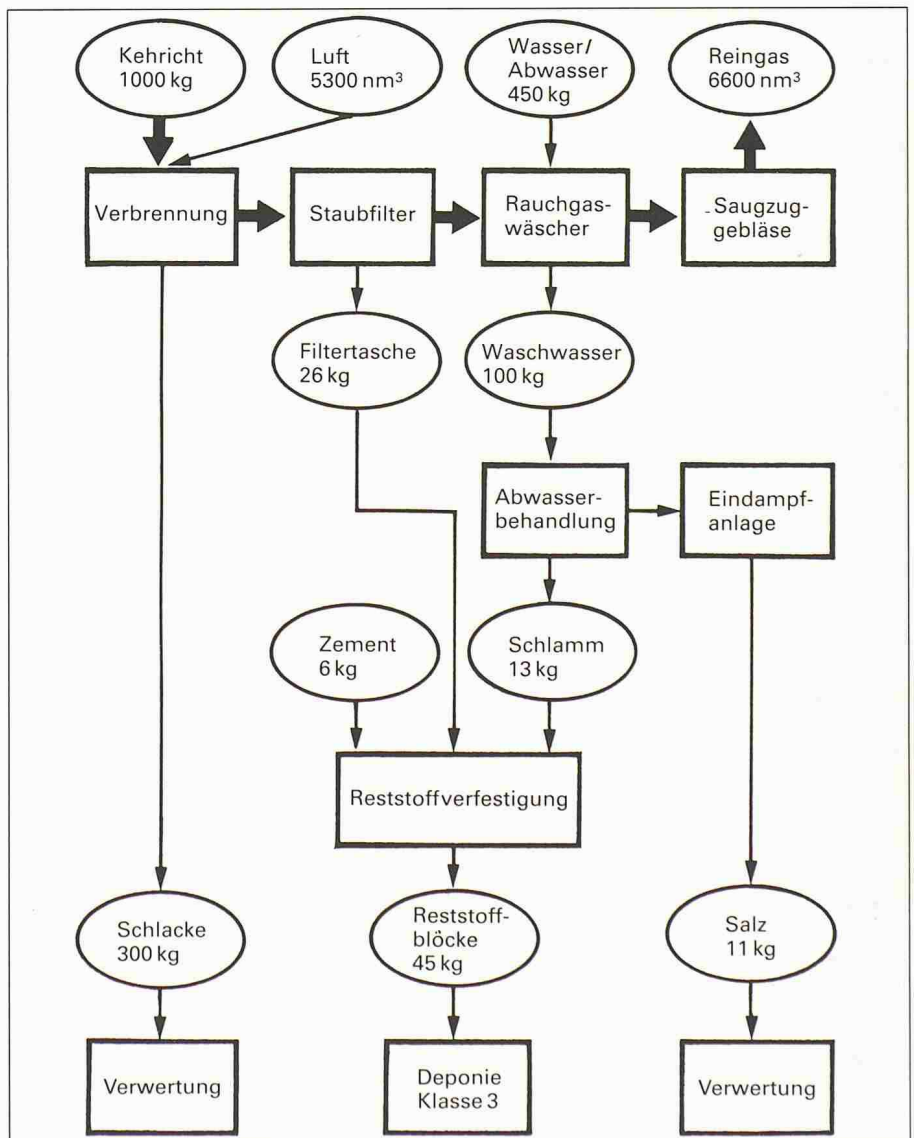 Kehricht
1000 kg
Luft
5300 nm³
Wasser/
Abwasser
450 kg
Reingas
6600 nm³
Verbrennung
Staubfilter
Rauchgas-
wäscher
Saugzug-
gebläse
Filtertasche
26 kg
Waschwasser
100 kg
Abwasser-
behandlung
Eindampf-
anlage
Zement
6 kg
Schlamm
13 kg
Reststoffverfestigung
Schlacke
300 kg
Reststoff-
blöcke
45 kg
Salz
11 kg
Verwertung
Deponie
Klasse 3
Verwertung